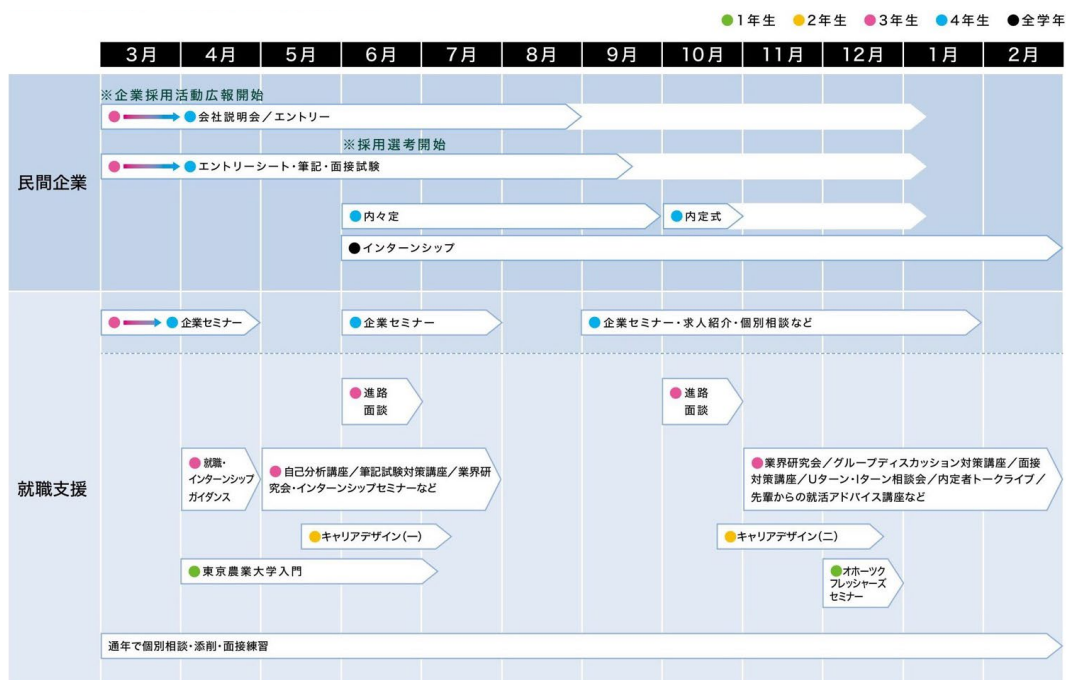 ●1年生 ●2年生 ●3年生 ●4年生 ●全学年
3月 4月 5月 6月 7月 8月 9月 10月 11月 12月 1月 2月
民間企業
※企業採用活動広報開始
会社説明会／エントリー
※採用選考開始
エントリーシート・筆記・面接試験
内々定
内定式
インターンシップ
就職支援
企業セミナー
企業セミナー
企業セミナー・求人紹介・個別相談など
進路
面談
進路
面談
就職・
インターンシップ
ガイダンス
自己分析講座／筆記試験対策講座／業界研
究会・インターンシップセミナーなど
業界研究会／グループディスカッション対策講座／面接
対策講座／Uターン・Iターン相談会／内定者トークライブ／
先輩からの就活アドバイス講座など
キャリアデザイン(一)
キャリアデザイン(二)
東京農業大学入門
オホーツク
フレッシャーズ
セミナー
通年で個別相談・添削・面接練習